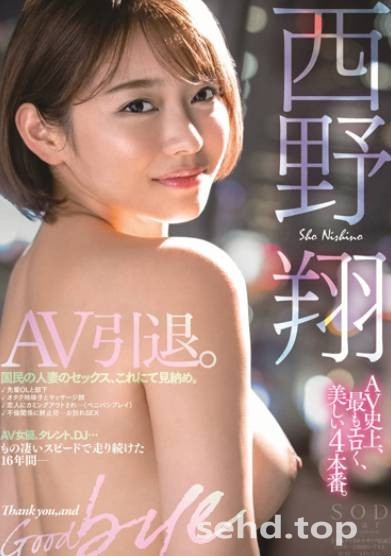 西野翔
Sho Nishino
AV史上、
最も舌く、
美しい4本番。
AV引退。
国民の人妻のセックス、これにて見納め。
AV女優、タレント、DJ…
もの凄いスピードで走り続けた
16年間―
Thank you, and
Good bye
SOD
sehd.top